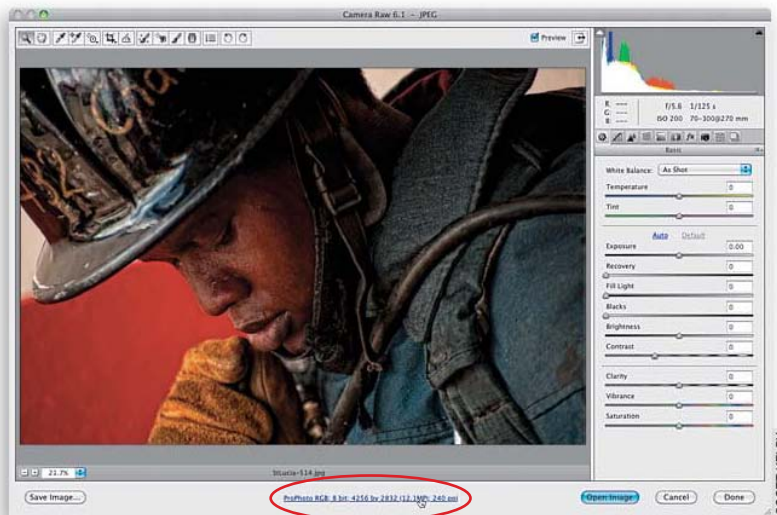 Camera Raw 6.1 – JPEG
Preview
R: ---
G: ---
B: ---
f/5.6 1/125 s
ISO 200 70-300@270 mm
Basic
White Balance: As Shot
Temperature 0
Tint 0
Auto Default
Exposure 0.00
Recovery 0
Fill Light 0
Blacks 0
Brightness 0
Contrast 0
Clarity 0
Vibrance 0
Saturation 0
21.7%
StLucia-514.jpg
Save Image...
ProPhoto RGB; 8 bit; 4256 by 2832 (12.1MP); 240 ppi
Open Image
Cancel
Done